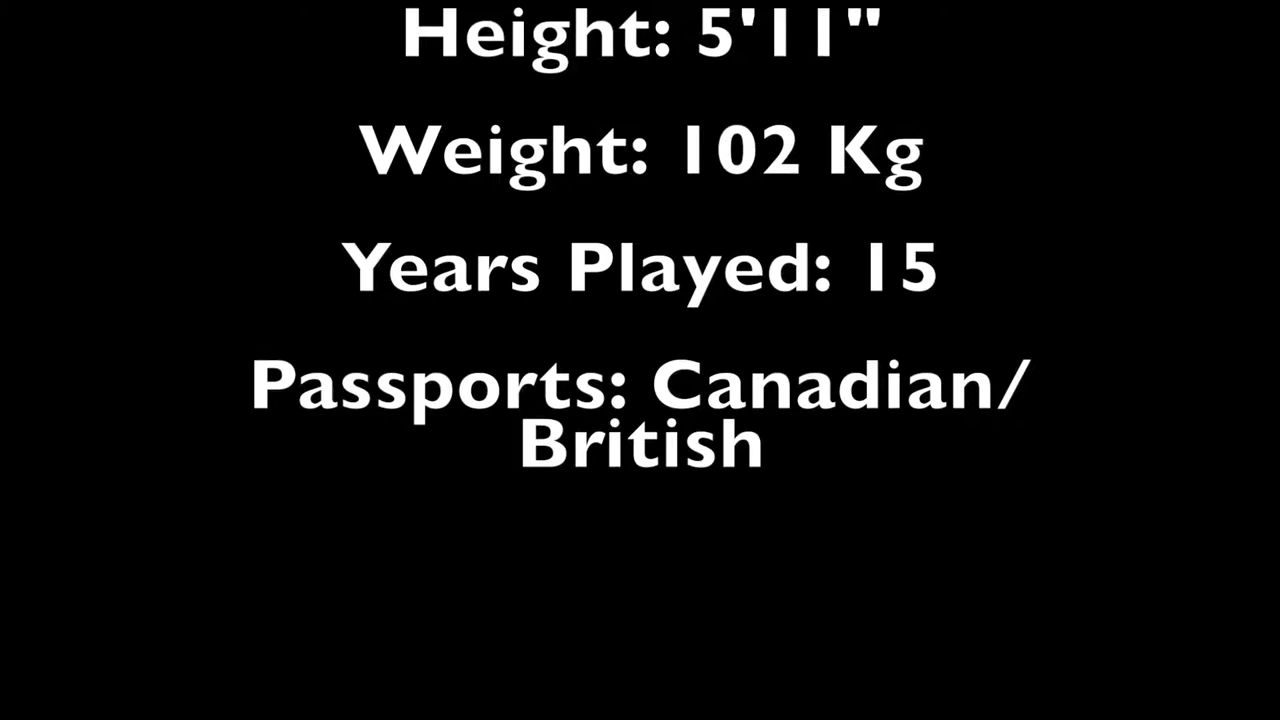 Height: 5'11"
Weight: 102 Kg
Years Played: 15
Passports: Canadian/
British